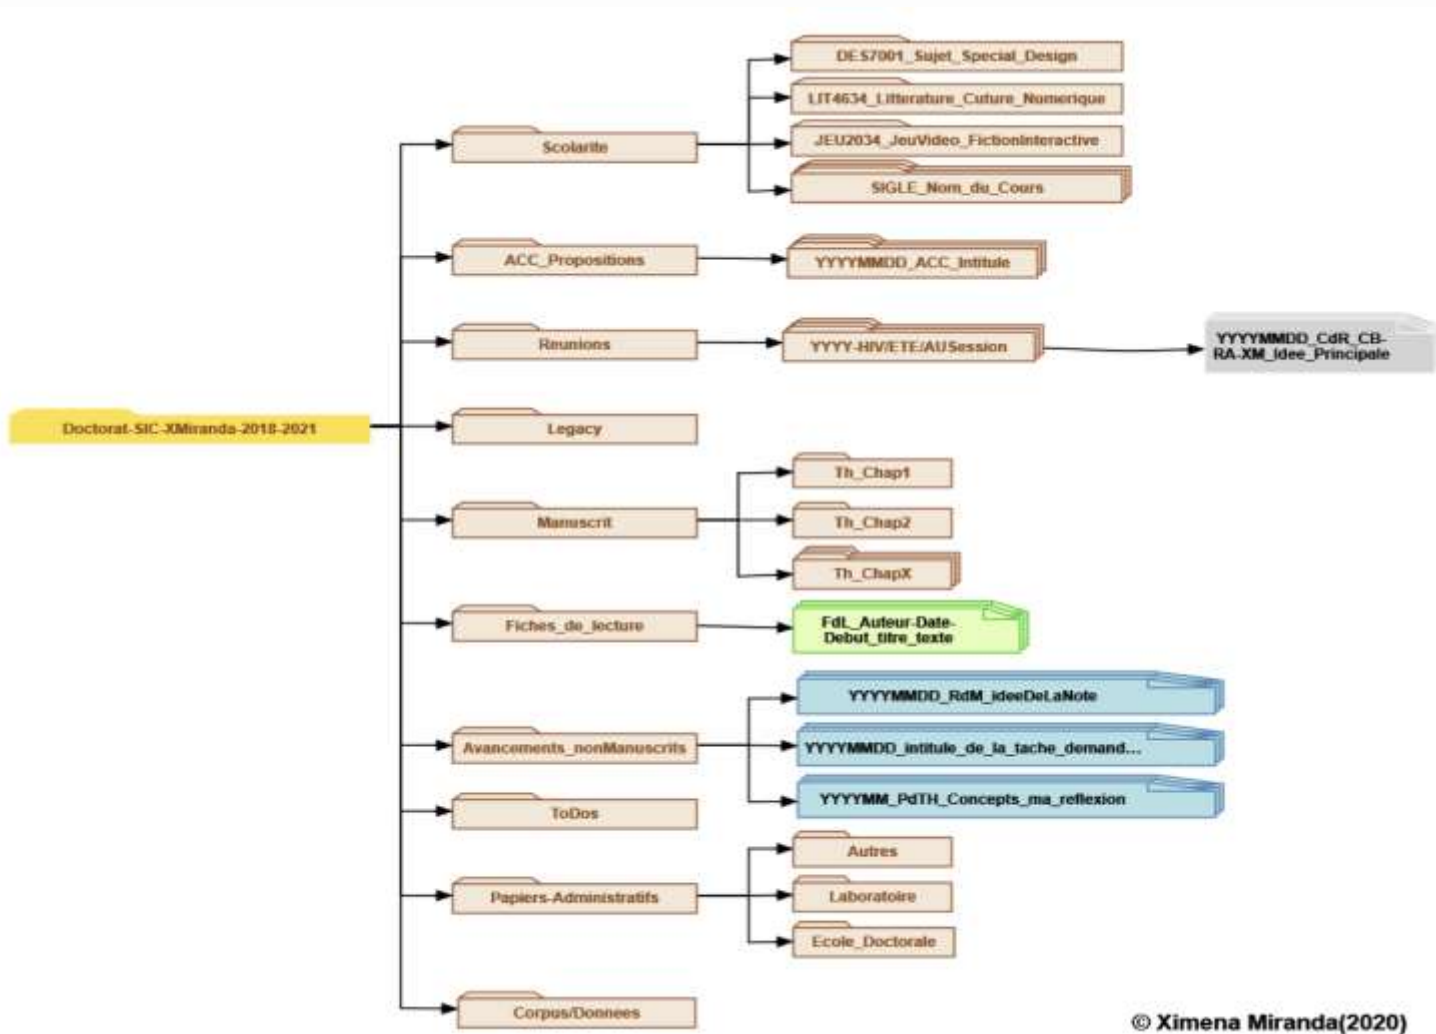 DES7001_Sujet_Special_Design
LIT4634_Litterature_Cuture_Numerique
JEU2034_JeuVideo_FictionInteractive
SIGLE_Nom_du_Cours
Scolarite
ACC_Propositions
YYYYMMDD_ACC_Intitule
Reunions
YYYY-HIV/ETE/AUSession
YYYYMMDD_CdR_CB-
RA-XM_Idee_Principale
Doctorat-SIC-XMiranda-2018-2021
Legacy
Manuscrit
Th_Chap1
Th_Chap2
Th_ChapX
Fiches_de_lecture
FdL_Auteur-Date-
Debut_titre_texte
Avancements_nonManuscrits
YYYYMMDD_RdM_ideeDeLaNote
YYYYMMDD_intitule_de_la_tache_demand...
YYYYMM_PdTH_Concepts_ma_reflexion
ToDos
Papiers-Administratifs
Autres
Laboratoire
Ecole_Doctorale
Corpus/Donnees
© Ximena Miranda(2020)